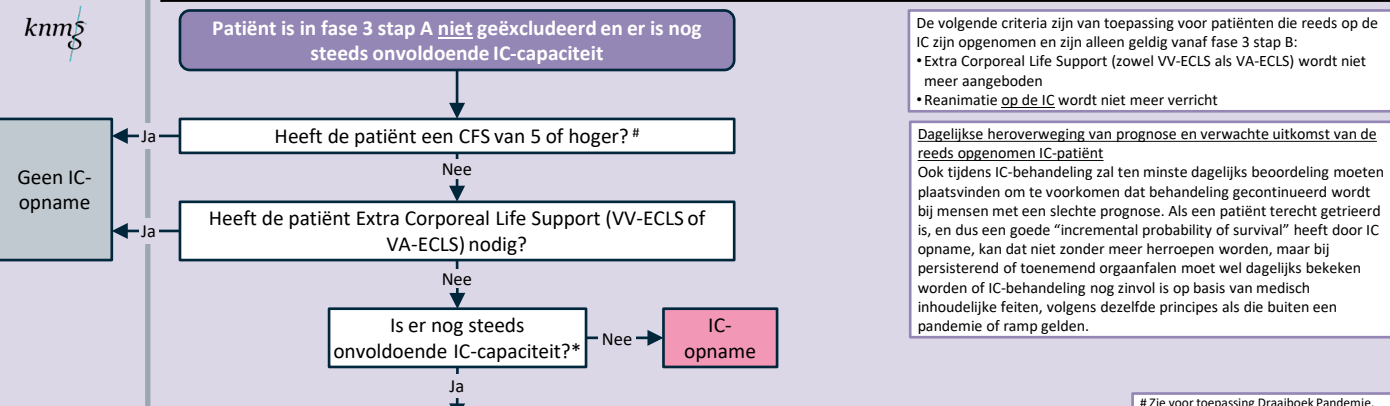 knmg
Patiënt is in fase 3 stap A niet geëxcludeerd en er is nog
steeds onvoldoende IC-capaciteit
Ja
Heeft de patiënt een CFS van 5 of hoger? #
Geen IC-
opname
Nee
Ja
Heeft de patiënt Extra Corporeal Life Support (VV-ECLS of
VA-ECLS) nodig?
Nee
Is er nog steeds
onvoldoende IC-capaciteit?*
Nee
IC-
opname
Ja
De volgende criteria zijn van toepassing voor patiënten die reeds op de
IC zijn opgenomen en zijn alleen geldig vanaf fase 3 stap B:
• Extra Corporeal Life Support (zowel VV-ECLS als VA-ECLS) wordt niet
meer aangeboden
• Reanimatie op de IC wordt niet meer verricht
Dagelijkse heroverweging van prognose en verwachte uitkomst van de
reeds opgenomen IC-patiënt
Ook tijdens IC-behandeling zal ten minste dagelijks beoordeling moeten
plaatsvinden om te voorkomen dat behandeling gecontinueerd wordt
bij mensen met een slechte prognose. Als een patiënt terecht getrieerd
is, en dus een goede “incremental probability of survival” heeft door IC
opname, kan dat niet zonder meer herroepen worden, maar bij
persisterend of toenemend orgaanfalen moet wel dagelijks bekeken
worden of IC-behandeling nog zinvol is op basis van medisch
inhoudelijke feiten, volgens dezelfde principes als die buiten een
pandemie of ramp gelden.
# Zie voor toepassing Draaiboek Pandemie,